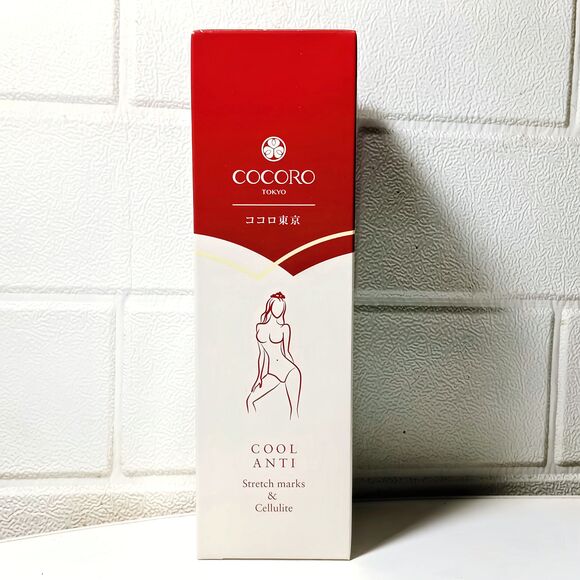 COCORO
TOKYO
ココロ東京
COOL
ANTI
Stretch marks
&
Cellulite